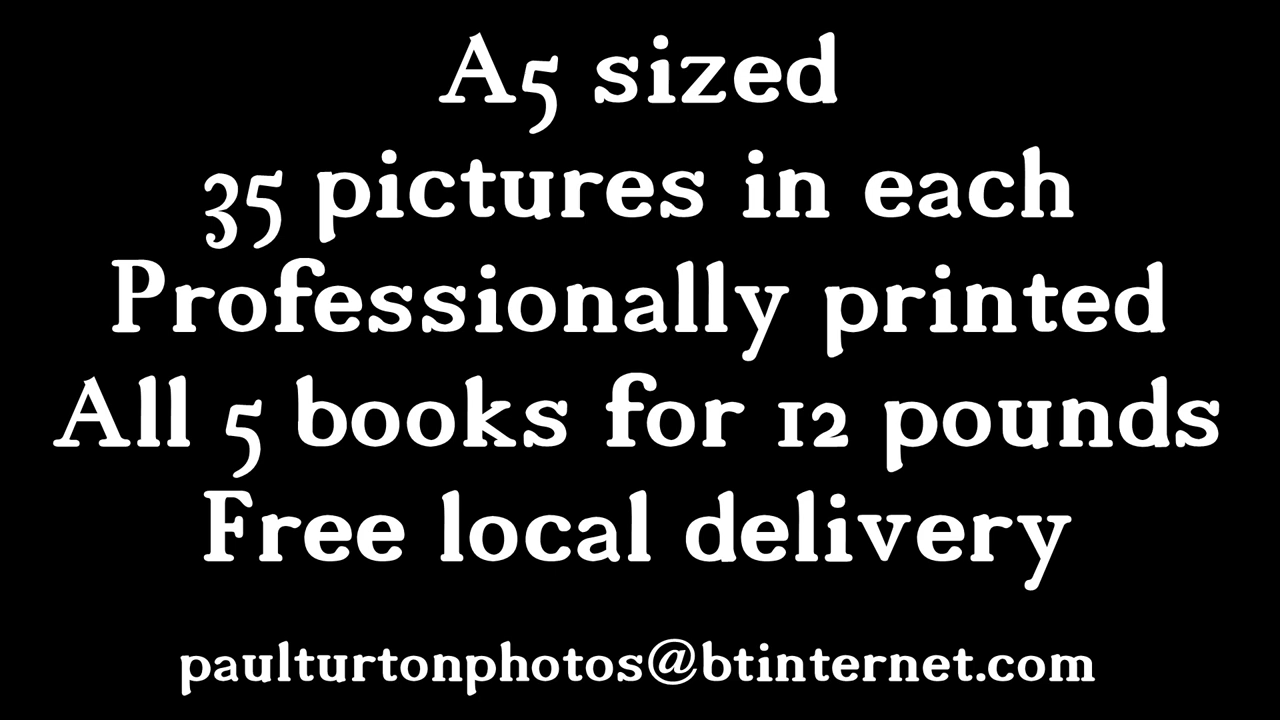 A5 sized
35 pictures in each
Professionally printed
All 5 books for 12 pounds
Free local delivery
paulturtonphotos@btinternet.com